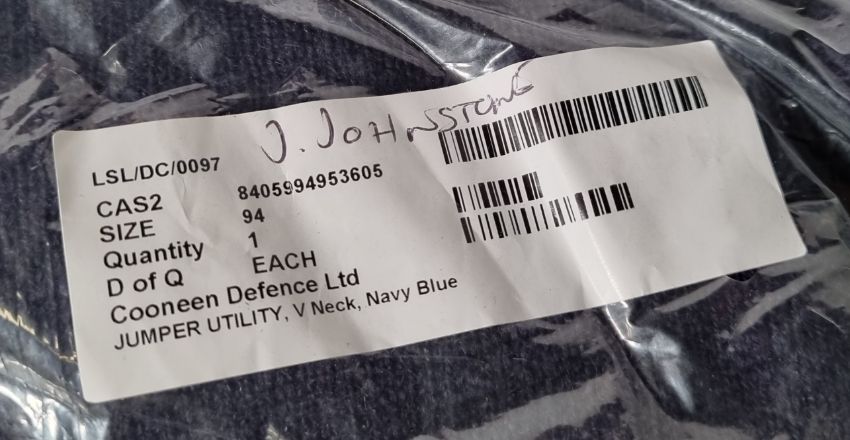 J. JOHNSTONE
LSL/DC/0097
CAS2 8405994953605
SIZE 94
Quantity 1
D of Q EACH
Cooneen Defence Ltd
JUMPER UTILITY, V Neck, Navy Blue